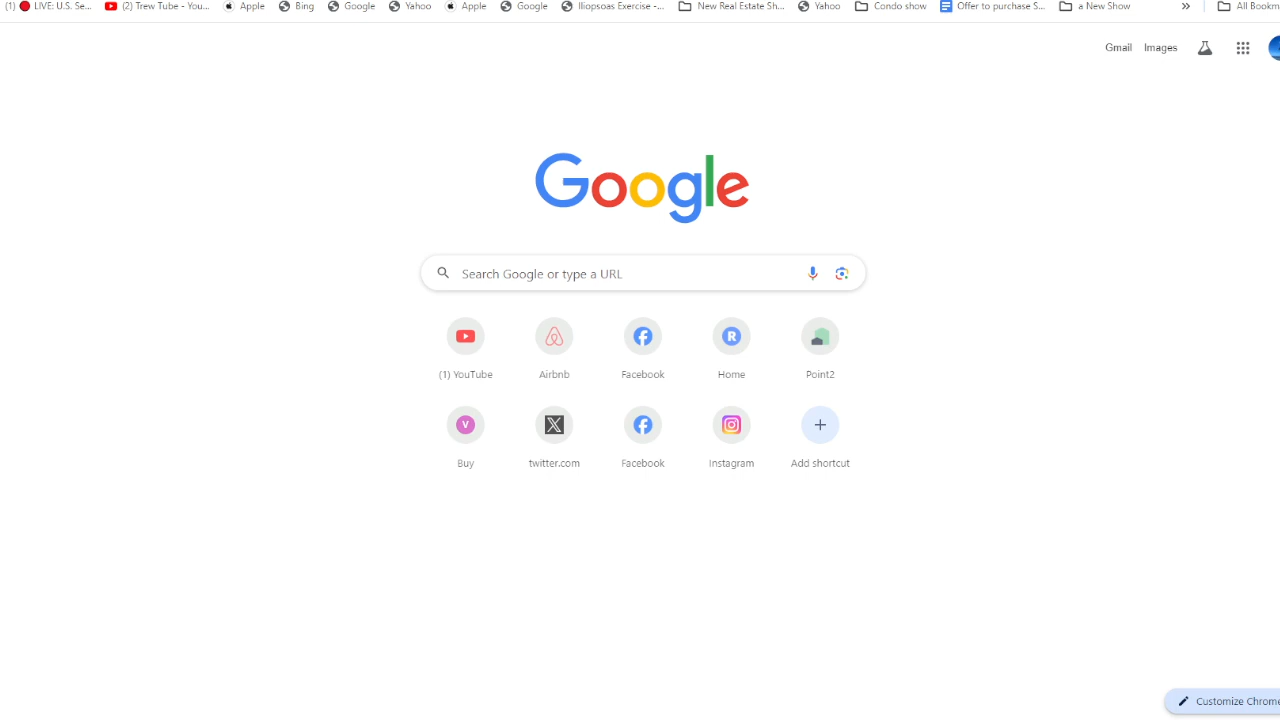 (1) LIVE: U.S. Se... (2) Trew Tube - You... Apple Bing Google Yahoo Apple Google Iliopsoas Exercise -... New Real Estate Sh... Yahoo Condo show Offer to purchase S... a New Show » All Bookm
Gmail Images
Google
Search Google or type a URL
(1) YouTube Airbnb Facebook Home Point2
Buy twitter.com Facebook Instagram Add shortcut
Customize Chrome